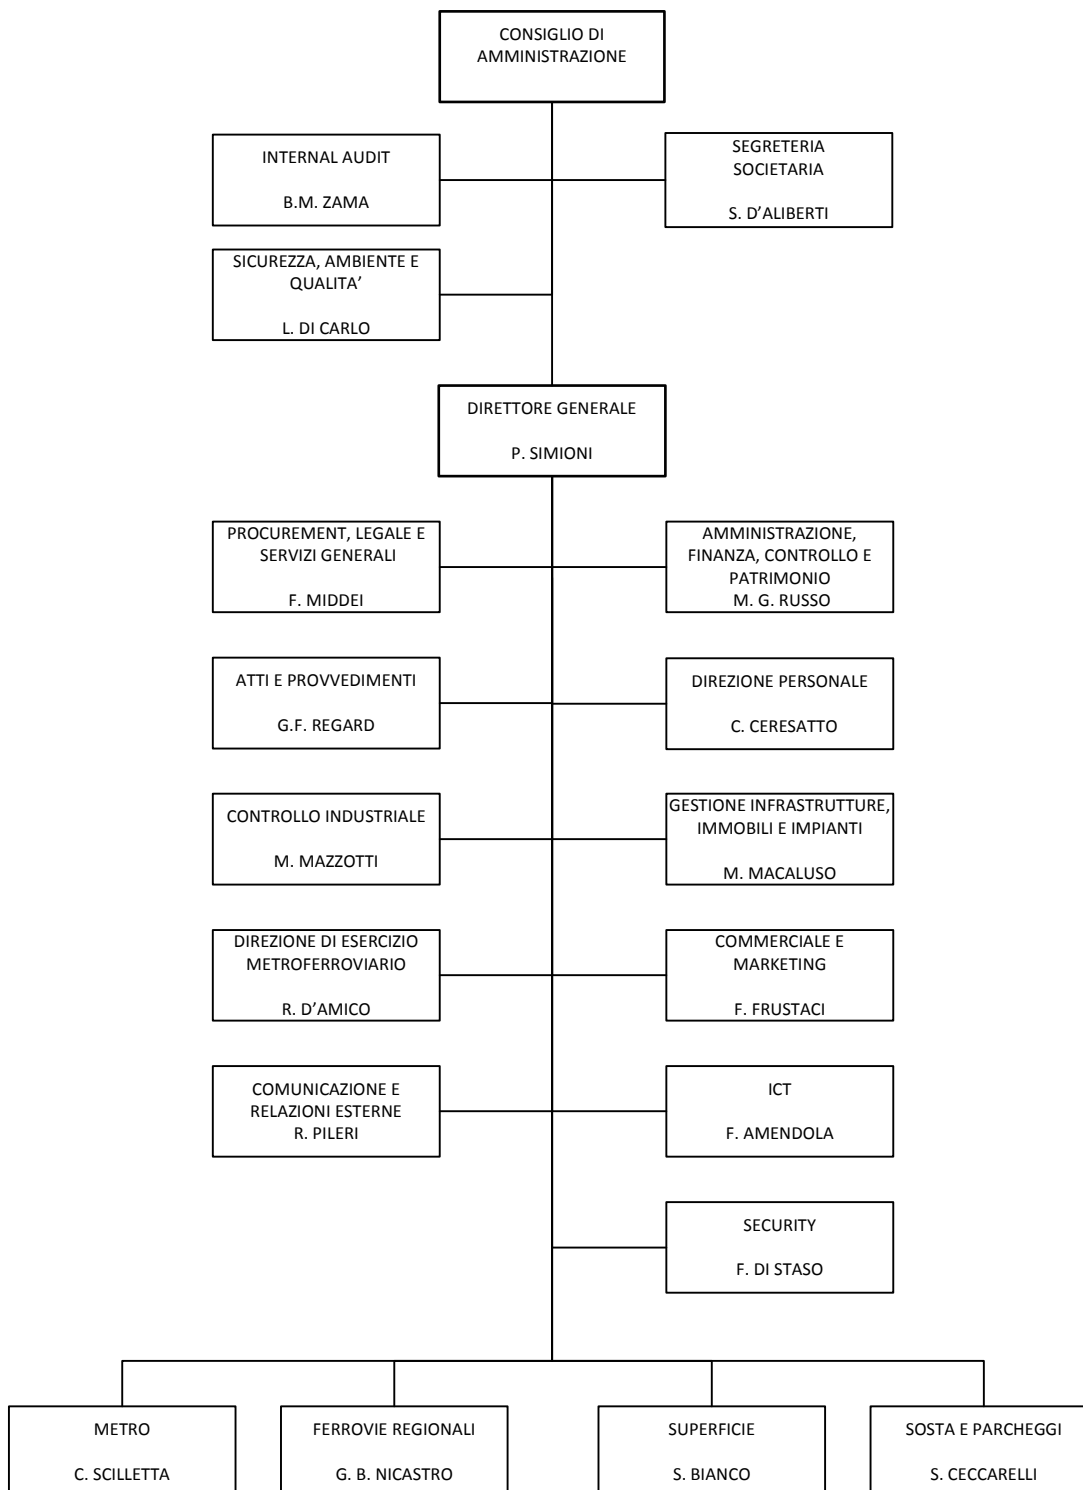 CONSIGLIO DI
AMMINISTRAZIONE
INTERNAL AUDIT
B.M. ZAMA
SEGRETERIA
SOCIETARIA
S. D’ALIBERTI
SICUREZZA, AMBIENTE E
QUALITA’
L. DI CARLO
DIRETTORE GENERALE
P. SIMIONI
PROCUREMENT, LEGALE E
SERVIZI GENERALI
F. MIDDEI
AMMINISTRAZIONE,
FINANZA, CONTROLLO E
PATRIMONIO
M. G. RUSSO
ATTI E PROVVEDIMENTI
G.F. REGARD
DIREZIONE PERSONALE
C. CERESATTO
CONTROLLO INDUSTRIALE
M. MAZZOTTI
GESTIONE INFRASTRUTTURE,
IMMOBILI E IMPIANTI
M. MACALUSO
DIREZIONE DI ESERCIZIO
METROFERROVIARIO
R. D’AMICO
COMMERCIALE E
MARKETING
F. FRUSTACI
COMUNICAZIONE E
RELAZIONI ESTERNE
R. PILERI
ICT
F. AMENDOLA
SECURITY
F. DI STASO
METRO
C. SCILLETTA
FERROVIE REGIONALI
G. B. NICASTRO
SUPERFICIE
S. BIANCO
SOSTA E PARCHEGGI
S. CECCARELLI